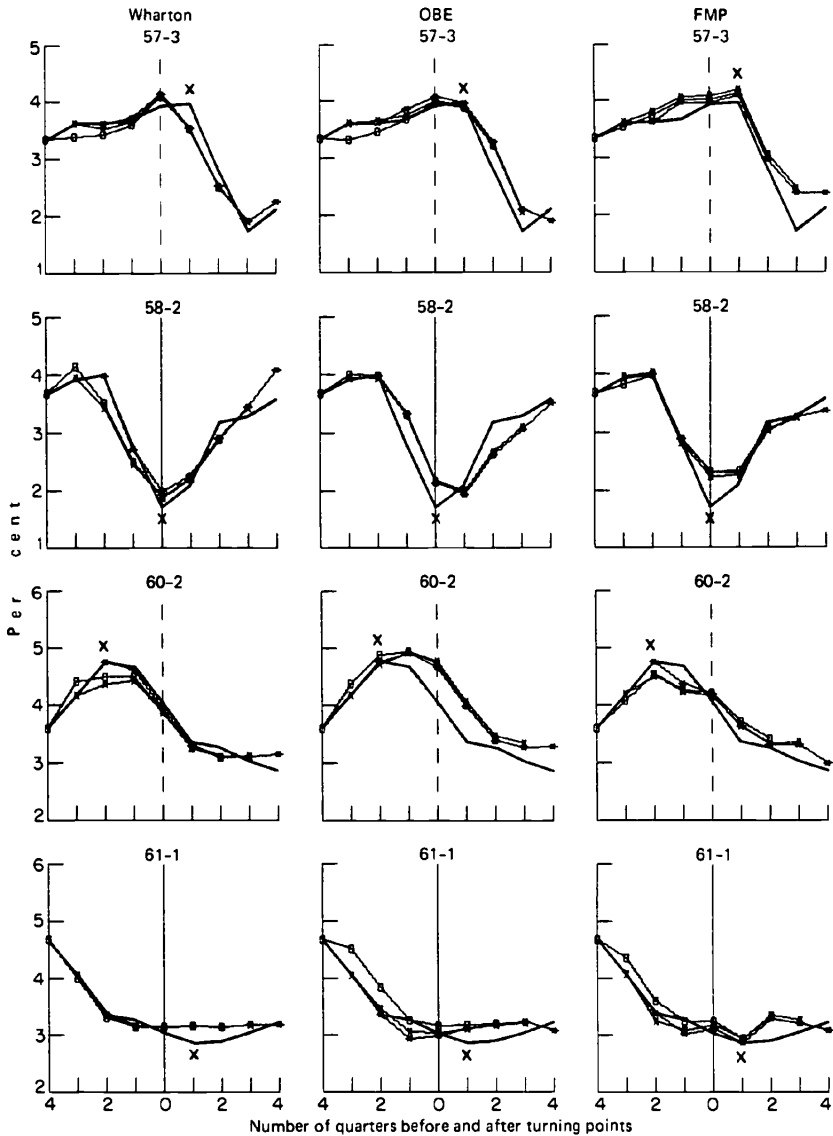 Wharton OBE FMP
57-3 57-3 57-3
5
4
3
2
1
X X X
58-2 58-2 58-2
5
4
3
2
1
X X X
Per cent
60-2 60-2 60-2
6
5
4
3
2
X X X
61-1 61-1 61-1
6
5
4
3
2
X X X
4 2 0 2 4 4 2 0 2 4 4 2 0 2 4
Number of quarters before and after turning points